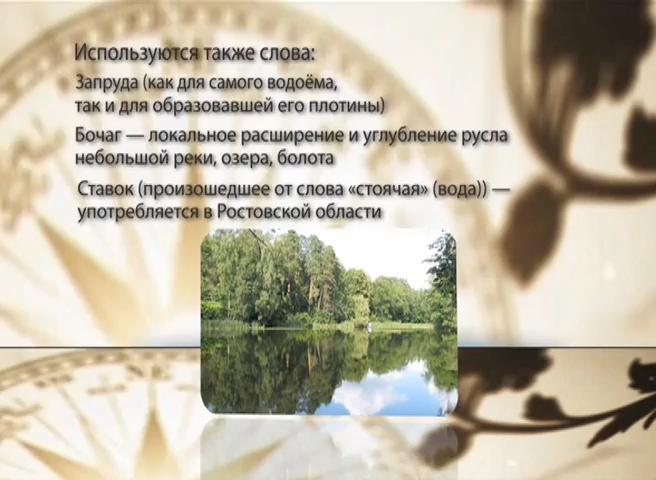 Используются также слова:
Запруда (как для самого водоёма,
так и для образовавшей его плотины)
Бочаг — локальное расширение и углубление русла
небольшой реки, озера, болота
Ставок (произошедшее от слова «стоячая» (вода)) —
употребляется в Ростовской области